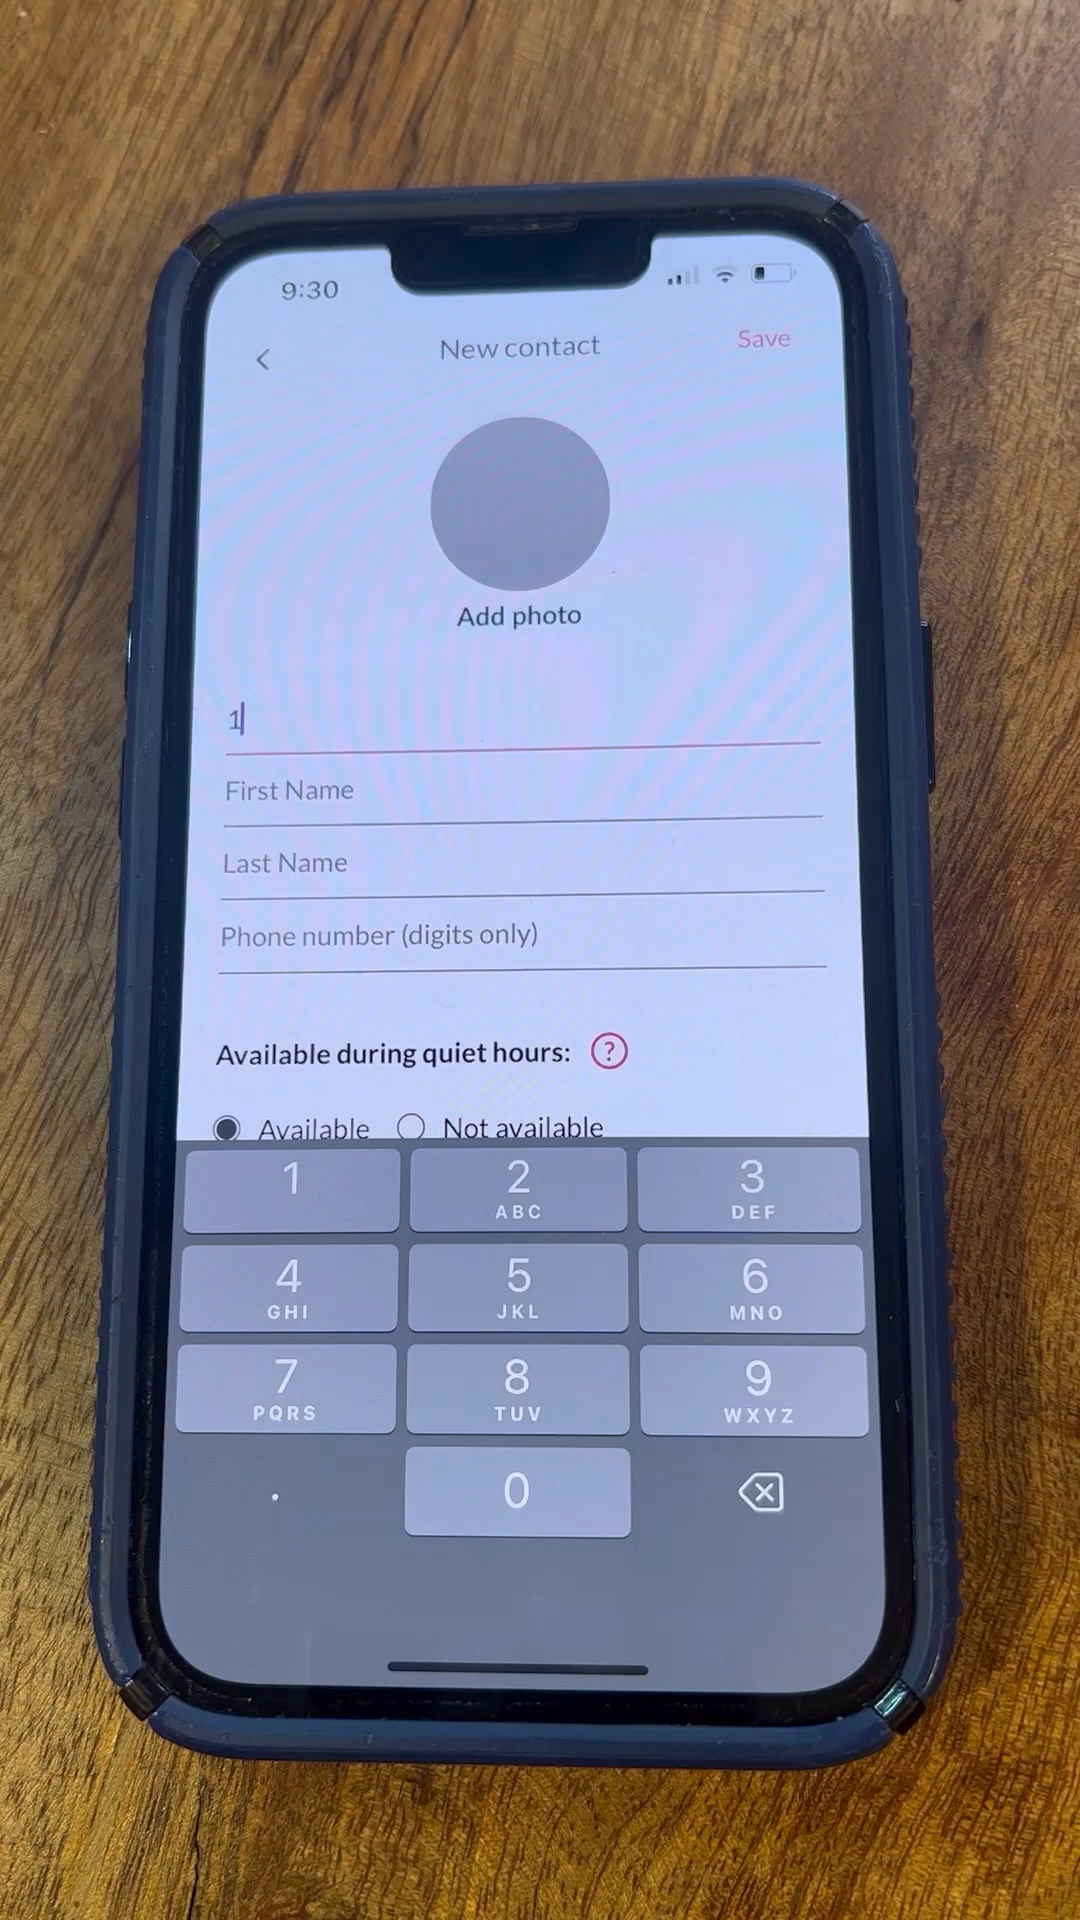 9:30
New contact
Save
Add photo
1
First Name
Last Name
Phone number (digits only)
Available during quiet hours: ?
Available Not available
1 2 3
ABC DEF
4 5 6
GHI JKL MNO
7 8 9
PQRS TUV WXYZ
. 0